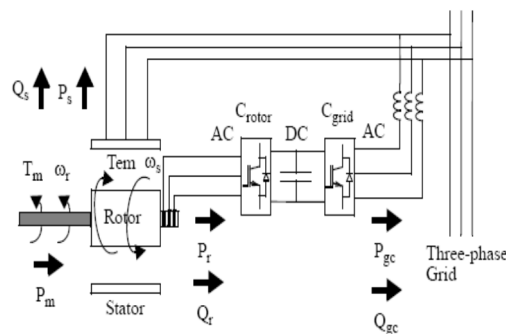 Qs Ps
Crotor Cgrid
AC DC AC
Tm ωr Tem ωs
Rotor
Pm
Stator
Pr
Qr
Pgc
Qgc
Three-phase
Grid